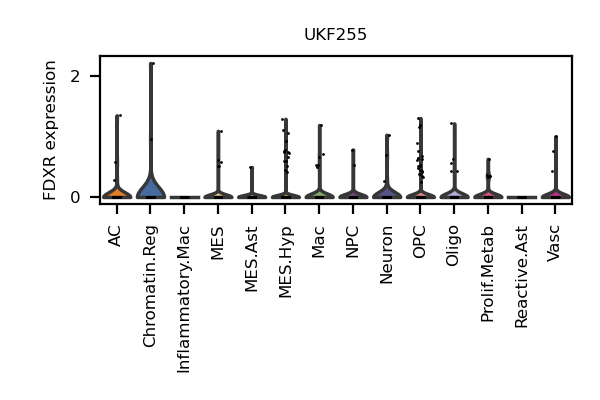 UKF255
FDXR expression
2
0
AC
Chromatin.Reg
Inflammatory.Mac
MES
MES.Ast
MES.Hyp
Mac
NPC
Neuron
OPC
Oligo
Prolif.Metab
Reactive.Ast
Vasc